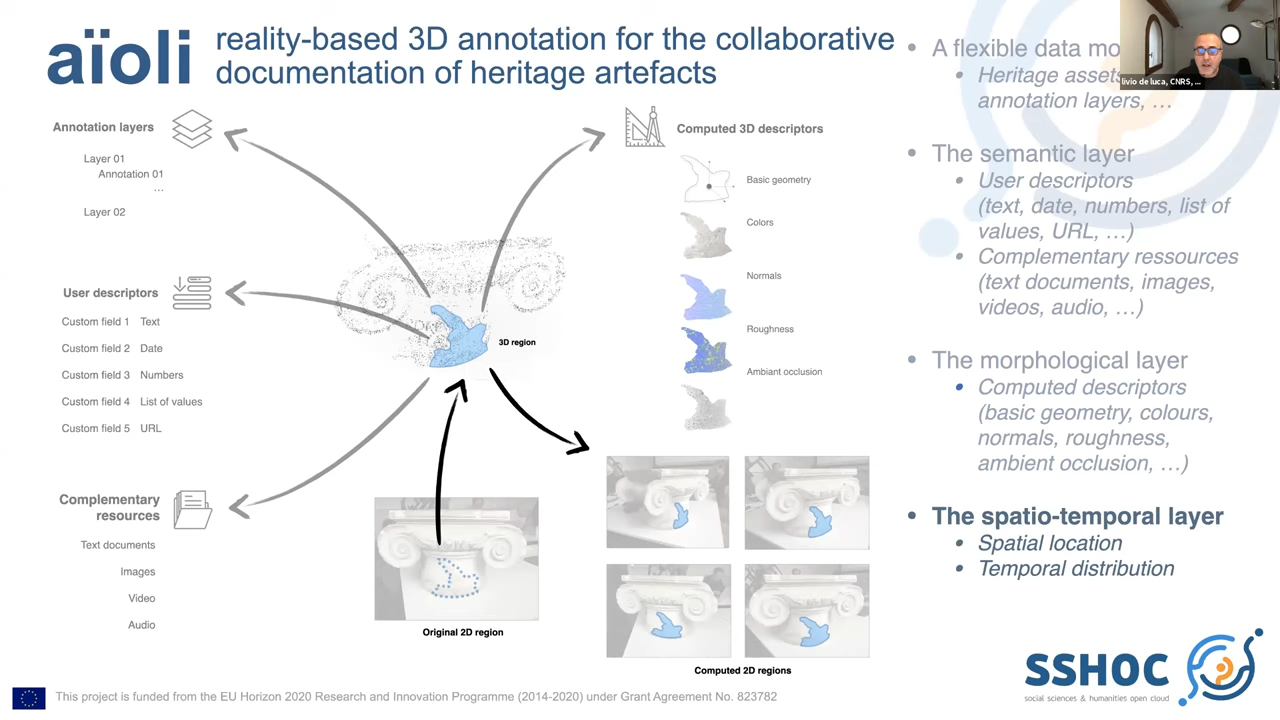 aïoli
reality-based 3D annotation for the collaborative
documentation of heritage artefacts
Annotation layers
Layer 01
Annotation 01
...
Layer 02
User descriptors
Custom field 1 Text
Custom field 2 Date
Custom field 3 Numbers
Custom field 4 List of values
Custom field 5 URL
Complementary
resources
Text documents
Images
Video
Audio
3D region
Original 2D region
Computed 3D descriptors
Basic geometry
Colors
Normals
Roughness
Ambiant occlusion
Computed 2D regions
• A flexible data mo
• Heritage assets
annotation layers, …
• The semantic layer
• User descriptors
(text, date, numbers, list of
values, URL, …)
• Complementary ressources
(text documents, images,
videos, audio, …)
• The morphological layer
• Computed descriptors
(basic geometry, colours,
normals, roughness,
ambient occlusion, …)
• The spatio-temporal layer
• Spatial location
• Temporal distribution
livio de luca, CNRS, ...
SSHOC
social sciences & humanities open cloud
This project is funded from the EU Horizon 2020 Research and Innovation Programme (2014-2020) under Grant Agreement No. 823782